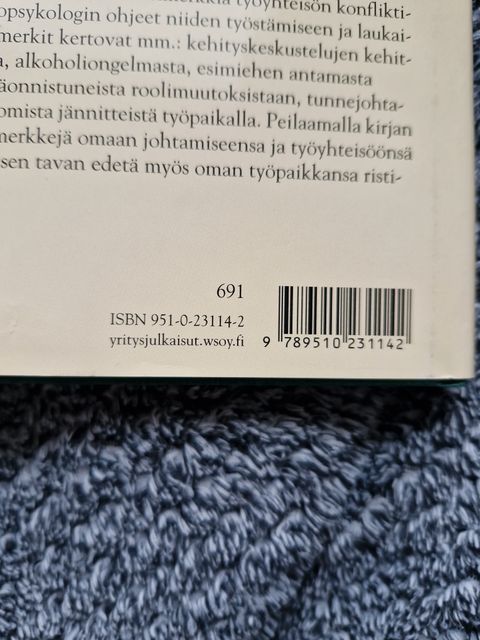 työyhteisön konflikti-
opsykologin ohjeet niiden työstämiseen ja laukai-
merkit kertovat mm.: kehityskeskustelujen kehit-
a, alkoholiongelmasta, esimiehen antamasta
äonnistuneista roolimuutoksistaan, tunnejohta-
omista jännitteistä työpaikalla. Peilaamalla kirjan
merkkejä omaan johtamiseensa ja työyhteisöönsä
sen tavan edetä myös oman työpaikkansa risti-
691
ISBN 951-0-23114-2
yritysjulkaisut.wsoy.fi
9 789510 231142